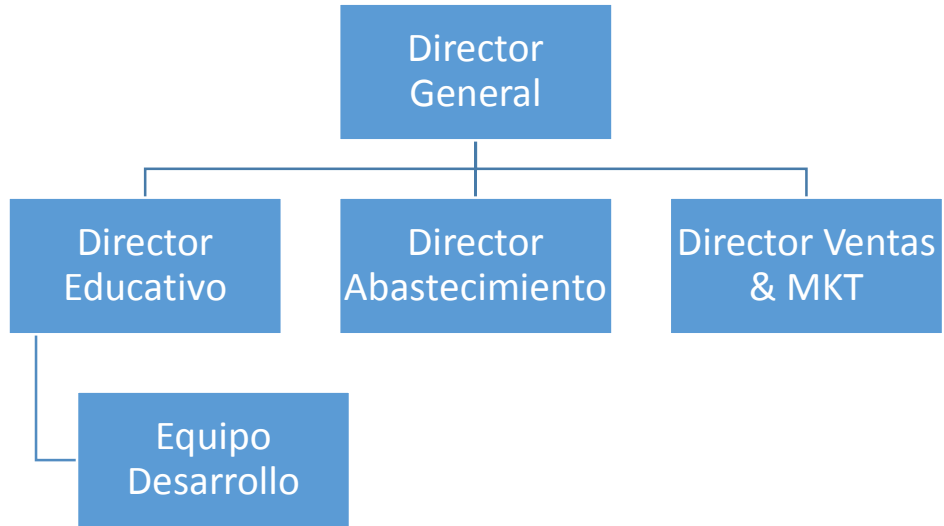 Director
General
Director
Educativo
Director
Abastecimiento
Director Ventas
& MKT
Equipo
Desarrollo